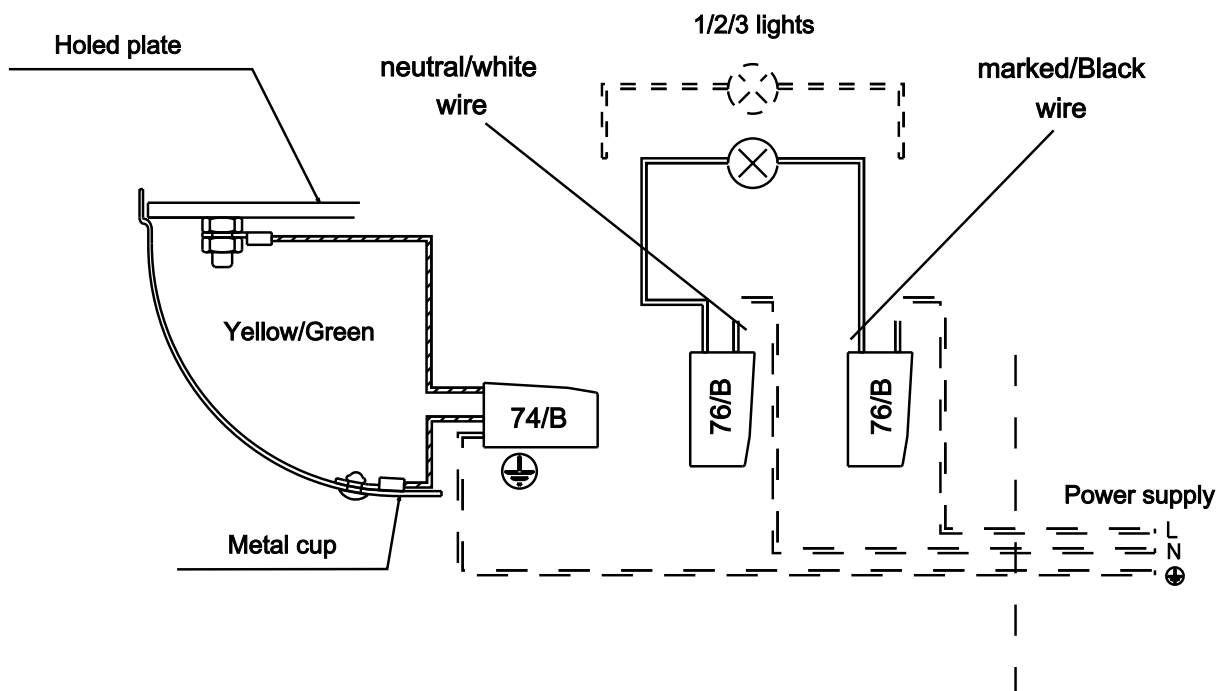 1/2/3 lights
Holed plate
neutral/white
wire
marked/Black
wire
Yellow/Green
74/B
76/B
76/B
Power supply
L
N
Metal cup